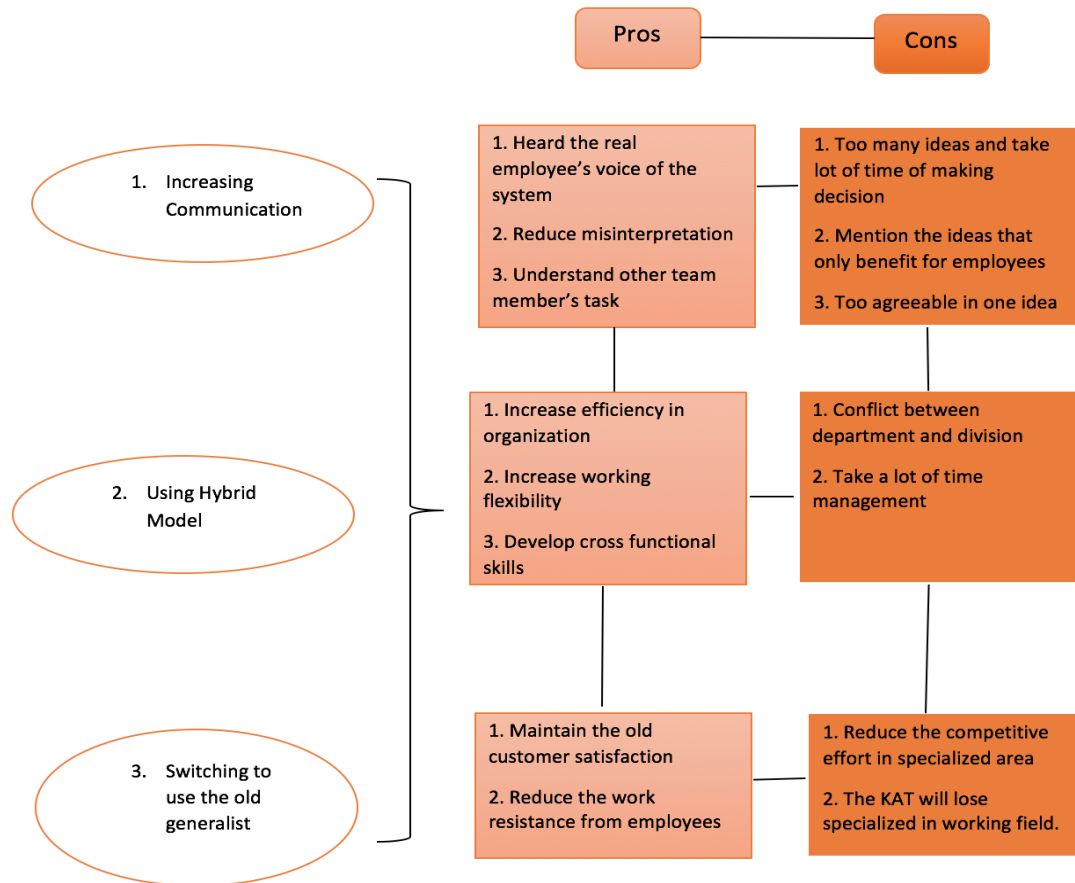 Pros
Cons
1. Increasing
Communication
1. Heard the real
employee’s voice of the
system
2. Reduce misinterpretation
3. Understand other team
member’s task
1. Too many ideas and take
lot of time of making
decision
2. Mention the ideas that
only benefit for employees
3. Too agreeable in one idea
2. Using Hybrid
Model
1. Increase efficiency in
organization
2. Increase working
flexibility
3. Develop cross functional
skills
1. Conflict between
department and division
2. Take a lot of time
management
3. Switching to
use the old
generalist
1. Maintain the old
customer satisfaction
2. Reduce the work
resistance from employees
1. Reduce the competitive
effort in specialized area
2. The KAT will lose
specialized in working field.